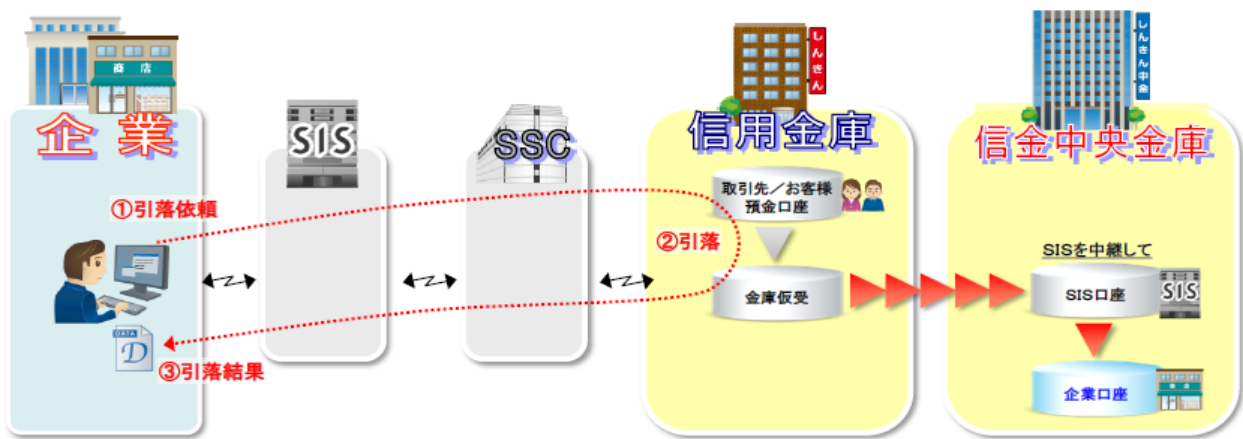 商店
企業
①引落依頼
DATA
D
③引落結果
SIS
SSC
しんきん
信用金庫
取引先／お客様
預金口座
②引落
金庫仮受
しんきん中金
信金中央金庫
SISを中継して
SIS口座
SIS
企業口座
商店